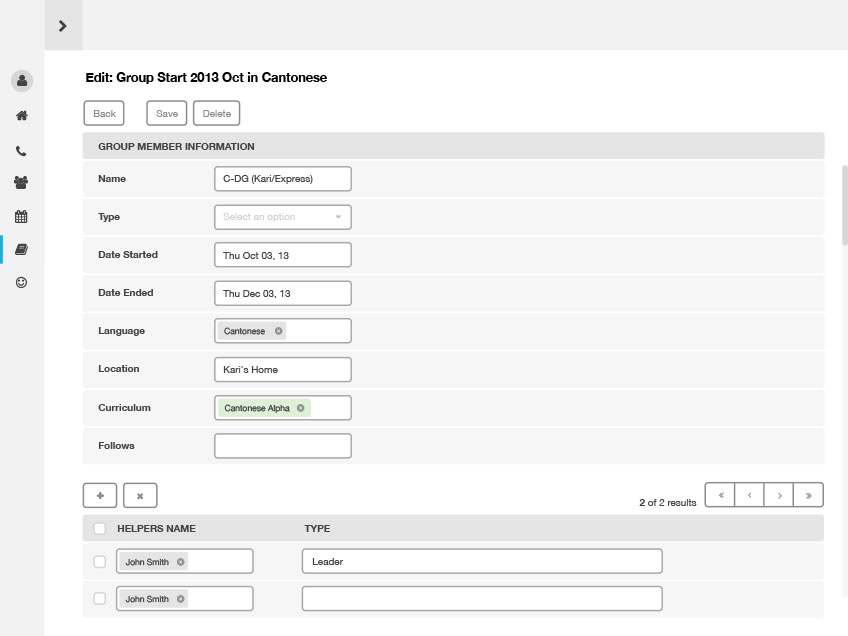 Edit: Group Start 2013 Oct in Cantonese
Back Save Delete
GROUP MEMBER INFORMATION
Name C-DG (Kari/Express)
Type Select an option
Date Started Thu Oct 03, 13
Date Ended Thu Dec 03, 13
Language Cantonese
Location Kari's Home
Curriculum Cantonese Alpha
Follows
2 of 2 results
HELPERS NAME TYPE
John Smith Leader
John Smith